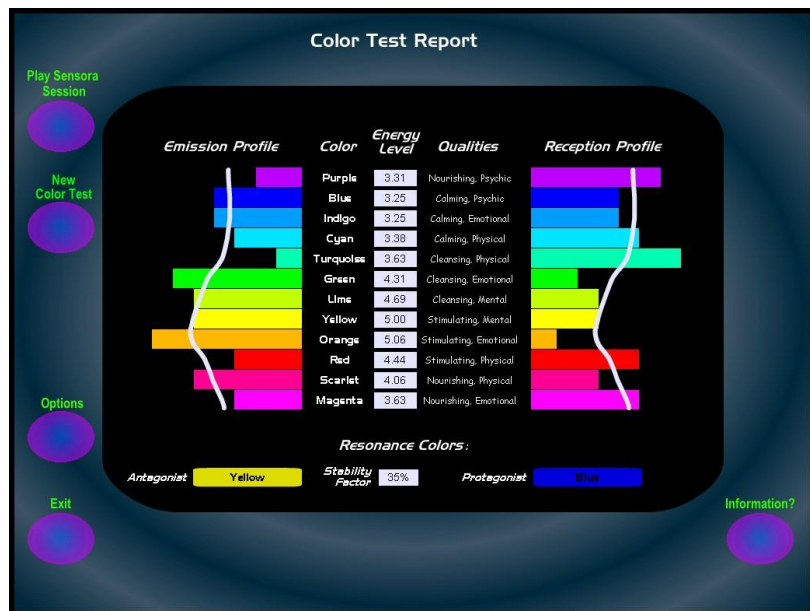 Color Test Report
Play Sensora
Session
New
Color Test
Options
Exit
Information?
Emission Profile Color Energy Level Qualities Reception Profile
Purple 3.31 Nourishing, Psychic
Blue 3.25 Calming, Psychic
Indigo 3.25 Calming, Emotional
Cyan 3.38 Calming, Physical
Turquoise 3.63 Cleansing, Physical
Green 4.31 Cleansing, Emotional
Lime 4.69 Cleansing, Mental
Yellow 5.00 Stimulating, Mental
Orange 5.06 Stimulating, Emotional
Red 4.44 Stimulating, Physical
Scarlet 4.06 Nourishing, Physical
Magenta 3.63 Nourishing, Emotional
Resonance Colors:
Antagonist Yellow Stability Factor 35% Protagonist Blue